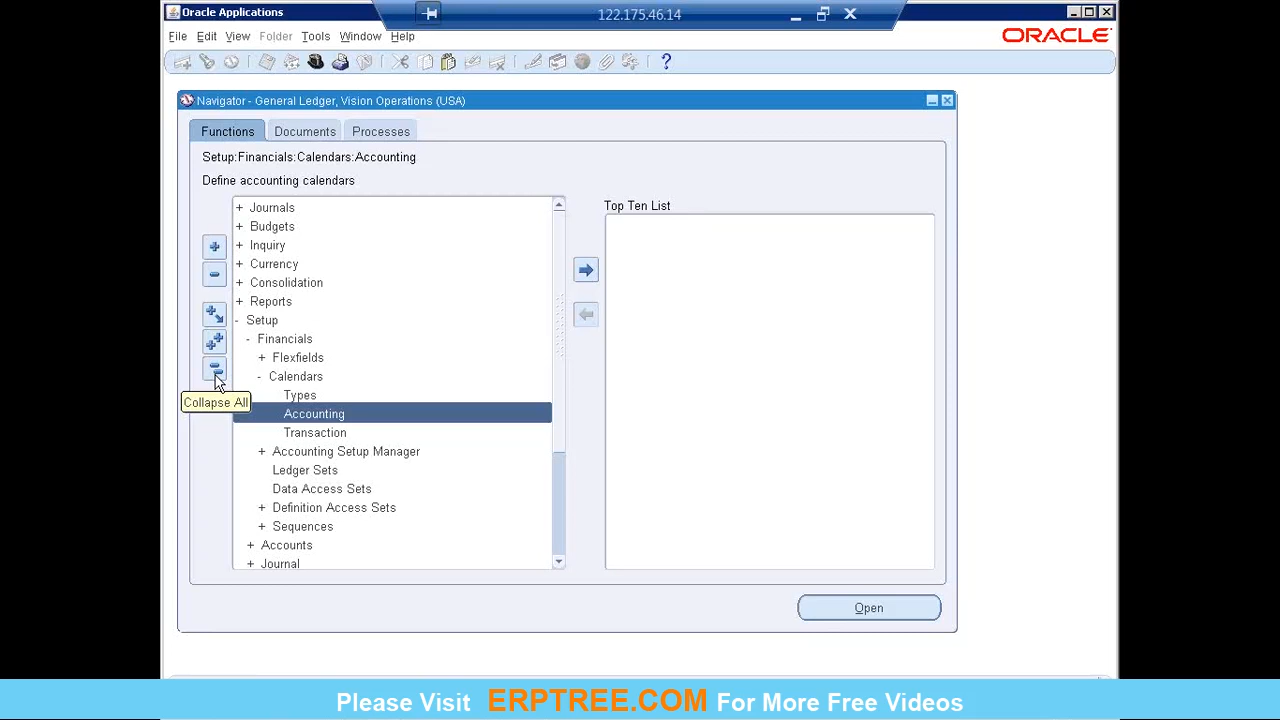 Oracle Applications
122.175.46.14
File Edit View Folder Tools Window Help
ORACLE
?
Navigator - General Ledger, Vision Operations (USA)
Functions Documents Processes
Setup:Financials:Calendars:Accounting
Define accounting calendars
Top Ten List
+ Journals
+ Budgets
+ Inquiry
+ Currency
+ Consolidation
+ Reports
- Setup
- Financials
+ Flexfields
- Calendars
Types
Accounting
Transaction
+ Accounting Setup Manager
Ledger Sets
Data Access Sets
+ Definition Access Sets
+ Sequences
+ Accounts
+ Journal
Collapse All
Open
Please Visit ERPTREE.COM For More Free Videos